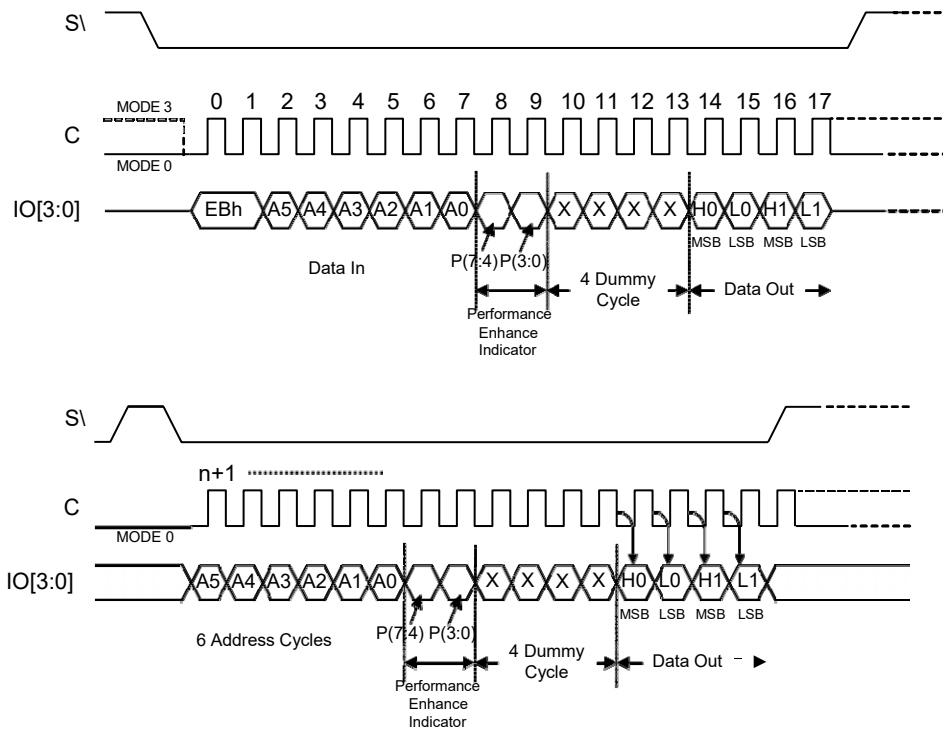 S\
0 1 2 3 4 5 6 7 8 9 10 11 12 13 14 15 16 17
MODE 3
C
MODE 0
IO[3:0] EBh A5 A4 A3 A2 A1 A0 X X X X H0 L0 H1 L1
MSB LSB MSB LSB
P(7:4) P(3:0)
Data In
4 Dummy
Cycle
Data Out
Performance
Enhance
Indicator
S\
n+1
C
MODE 0
IO[3:0] A5 A4 A3 A2 A1 A0 X X X X H0 L0 H1 L1
MSB LSB MSB LSB
6 Address Cycles
P(7:4) P(3:0)
4 Dummy
Cycle
Data Out
Performance
Enhance
Indicator